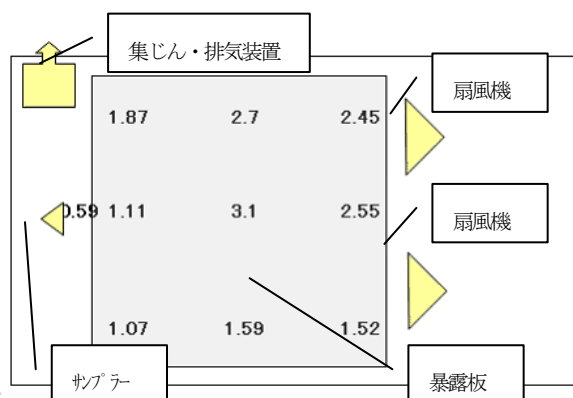 集じん・排気装置
扇風機
1.87 2.7 2.45
0.59 1.11 3.1 2.55
扇風機
1.07 1.59 1.52
サンプラー
暴露板